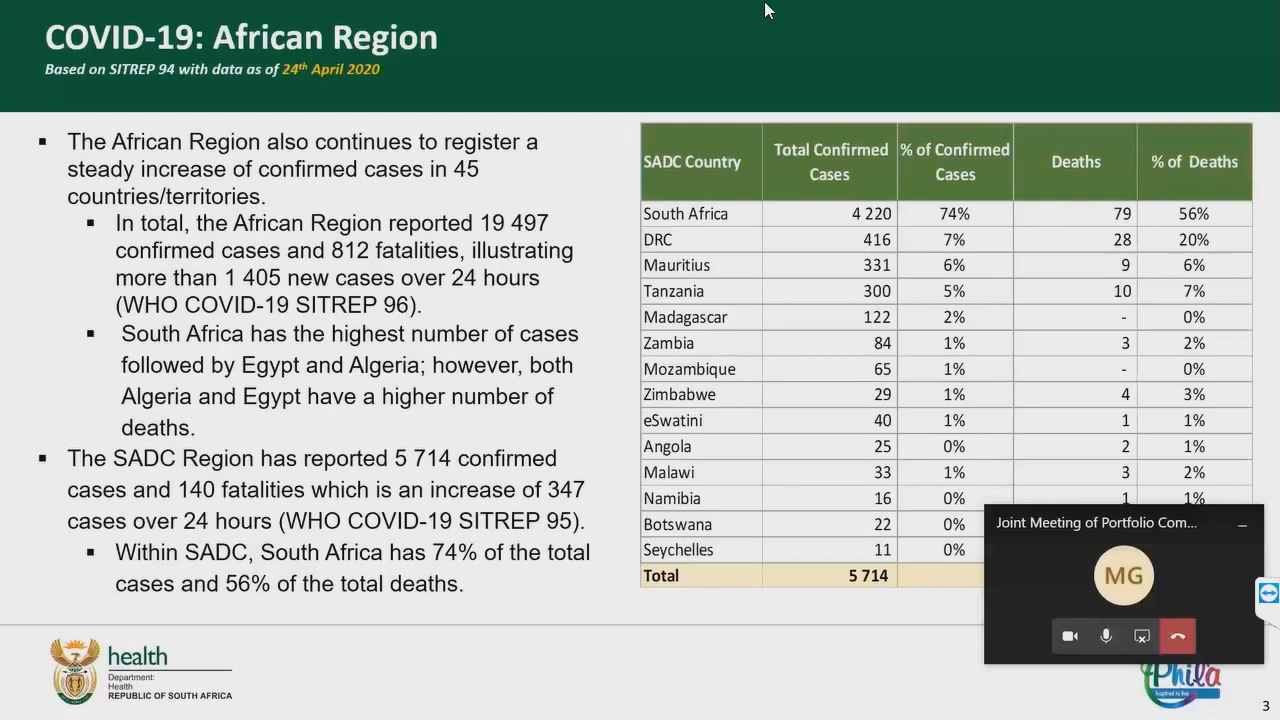 COVID-19: African Region
Based on SITREP 94 with data as of 24th April 2020
▪ The African Region also continues to register a
steady increase of confirmed cases in 45
countries/territories.
▪ In total, the African Region reported 19 497
confirmed cases and 812 fatalities, illustrating
more than 1 405 new cases over 24 hours
(WHO COVID-19 SITREP 96).
▪ South Africa has the highest number of cases
followed by Egypt and Algeria; however, both
Algeria and Egypt have a higher number of
deaths.
▪ The SADC Region has reported 5 714 confirmed
cases and 140 fatalities which is an increase of 347
cases over 24 hours (WHO COVID-19 SITREP 95).
▪ Within SADC, South Africa has 74% of the total
cases and 56% of the total deaths.
SADC Country Total Confirmed Cases % of Confirmed Cases Deaths % of Deaths
South Africa 4 220 74% 79 56%
DRC 416 7% 28 20%
Mauritius 331 6% 9 6%
Tanzania 300 5% 10 7%
Madagascar 122 2% - 0%
Zambia 84 1% 3 2%
Mozambique 65 1% - 0%
Zimbabwe 29 1% 4 3%
eSwatini 40 1% 1 1%
Angola 25 0% 2 1%
Malawi 33 1% 3 2%
Namibia 16 0% 1 1%
Botswana 22 0%
Seychelles 11 0%
Total 5 714
Joint Meeting of Portfolio Com...
MG
health
Department:
Health
REPUBLIC OF SOUTH AFRICA
Phila
3